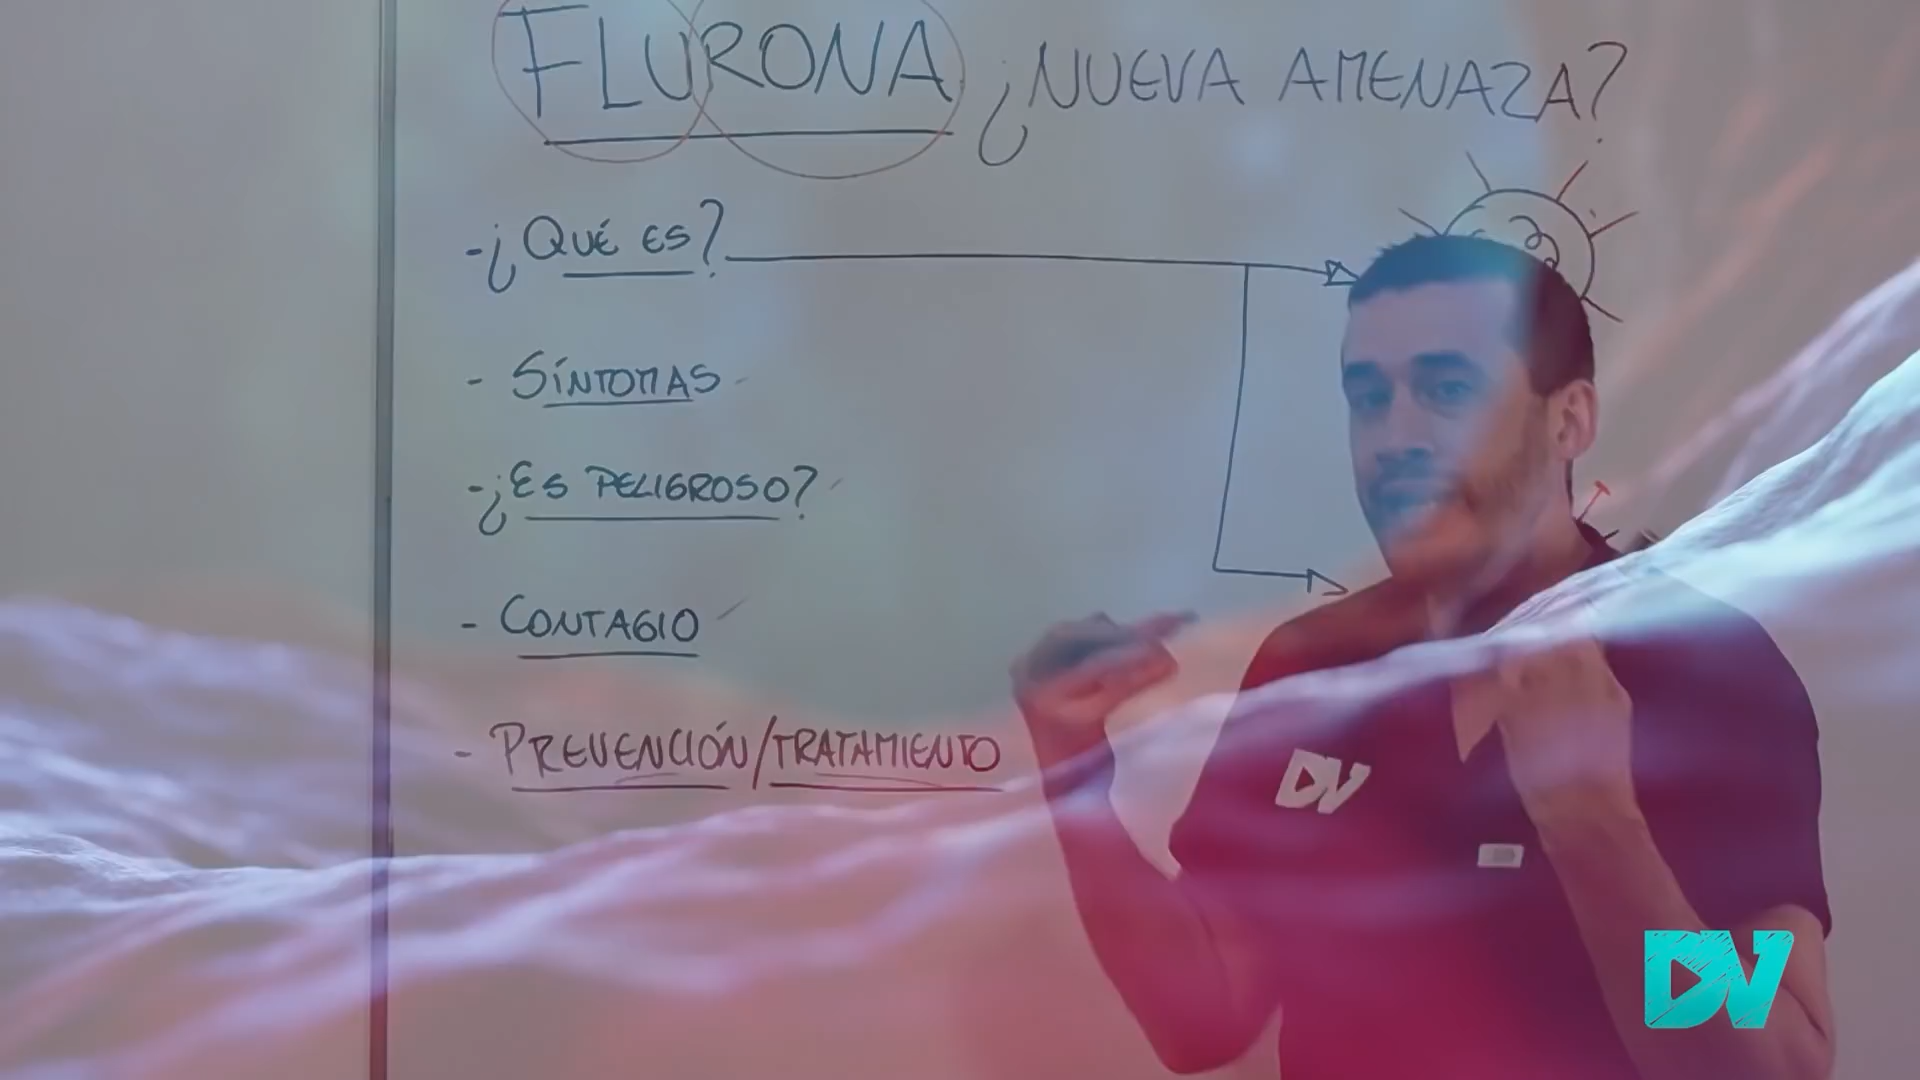 FLURONA ¿NUEVA AMENAZA?
-¿QUÉ ES?
- SÍNTOMAS
-¿ES PELIGROSO?
- CONTAGIO
- PREVENCIÓN/TRATAMIENTO
DV
DV